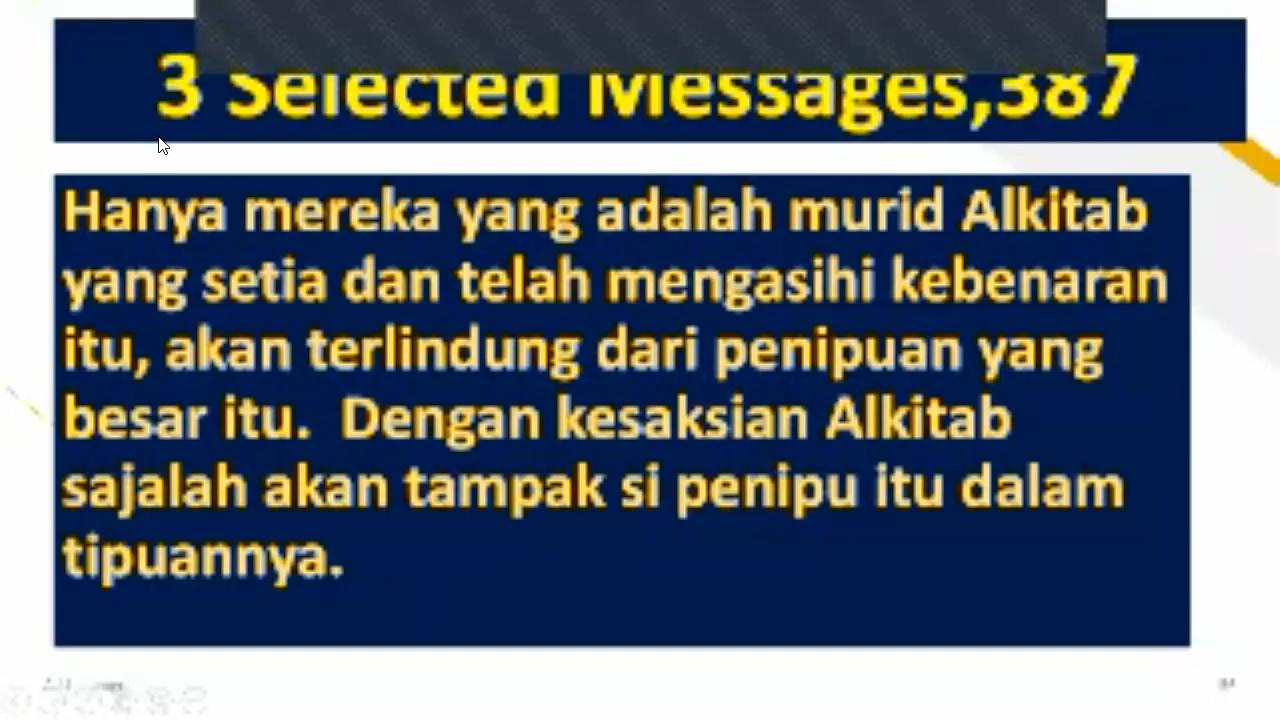 3 Selected Messages,387
Hanya mereka yang adalah murid Alkitab
yang setia dan telah mengasihi kebenaran
itu, akan terlindung dari penipuan yang
besar itu. Dengan kesaksian Alkitab
sajalah akan tampak si penipu itu dalam
tipuannya.